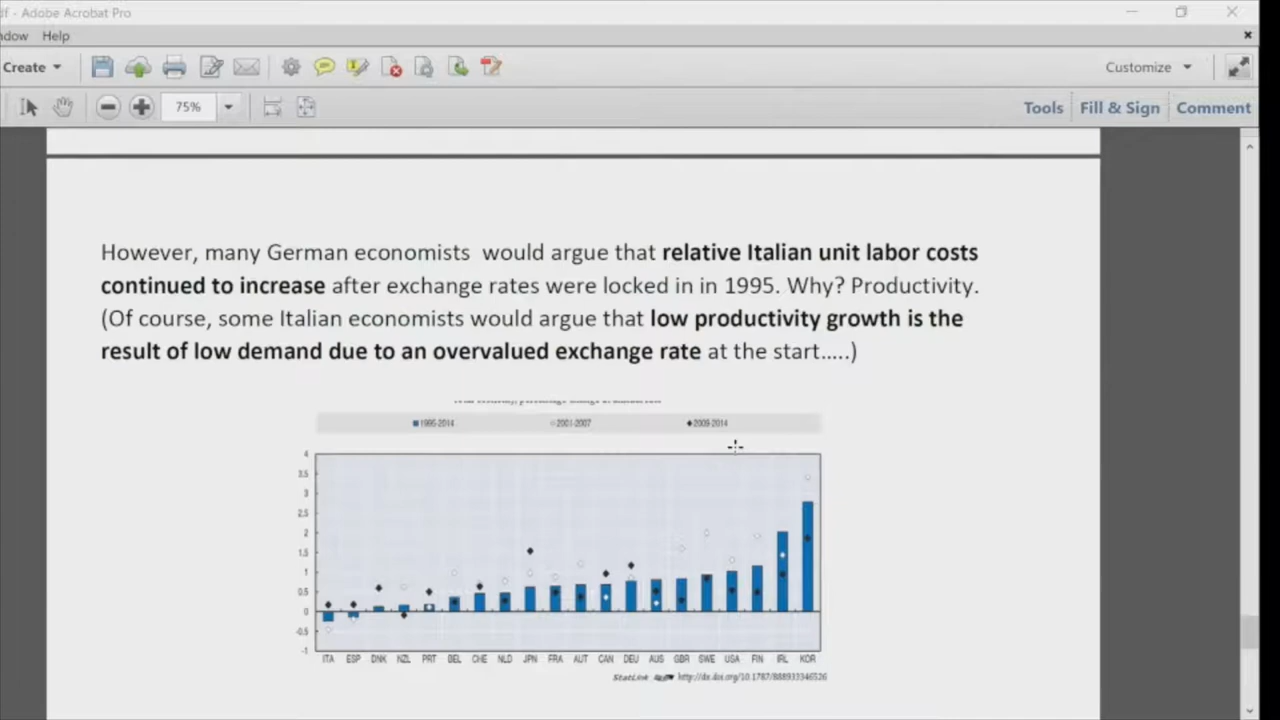 df - Adobe Acrobat Pro
ndow Help
Create
Customize
75%
Tools Fill & Sign Comment
However, many German economists would argue that relative Italian unit labor costs
continued to increase after exchange rates were locked in in 1995. Why? Productivity.
(Of course, some Italian economists would argue that low productivity growth is the
result of low demand due to an overvalued exchange rate at the start.....)
1995-2014 2001-2007 2009-2014
4
3.5
3
2.5
2
1.5
1
0.5
0
-0.5
-1
ITA ESP DNK NZL PRT BEL CHE NLD JPN FRA AUT CAN DEU AUS GBR SWE USA FIN IRL KOR
StatLink http://dx.doi.org/10.1787/888933346526